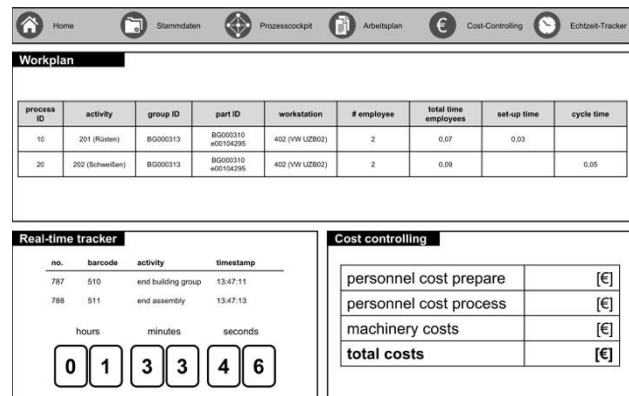 Home Stammdaten Prozesscockpit Arbeitsplan € Cost-Controlling Echtzeit-Tracker
Workplan
process ID activity group ID part ID workstation # employee total time employees set-up time cycle time
10 201 (Rüsten) BG000313 BG000310 e00104295 402 (VW UZB02) 2 0,07 0,03
20 202 (Schweißen) BG000313 BG000310 e00104295 402 (VW UZB02) 2 0,09 0,05
Real-time tracker
no. barcode activity timestamp
787 510 end building group 13:47:11
788 511 end assembly 13:47:13
hours minutes seconds
0 1 3 3 4 6
Cost controlling
personnel cost prepare [€]
personnel cost process [€]
machinery costs [€]
total costs [€]